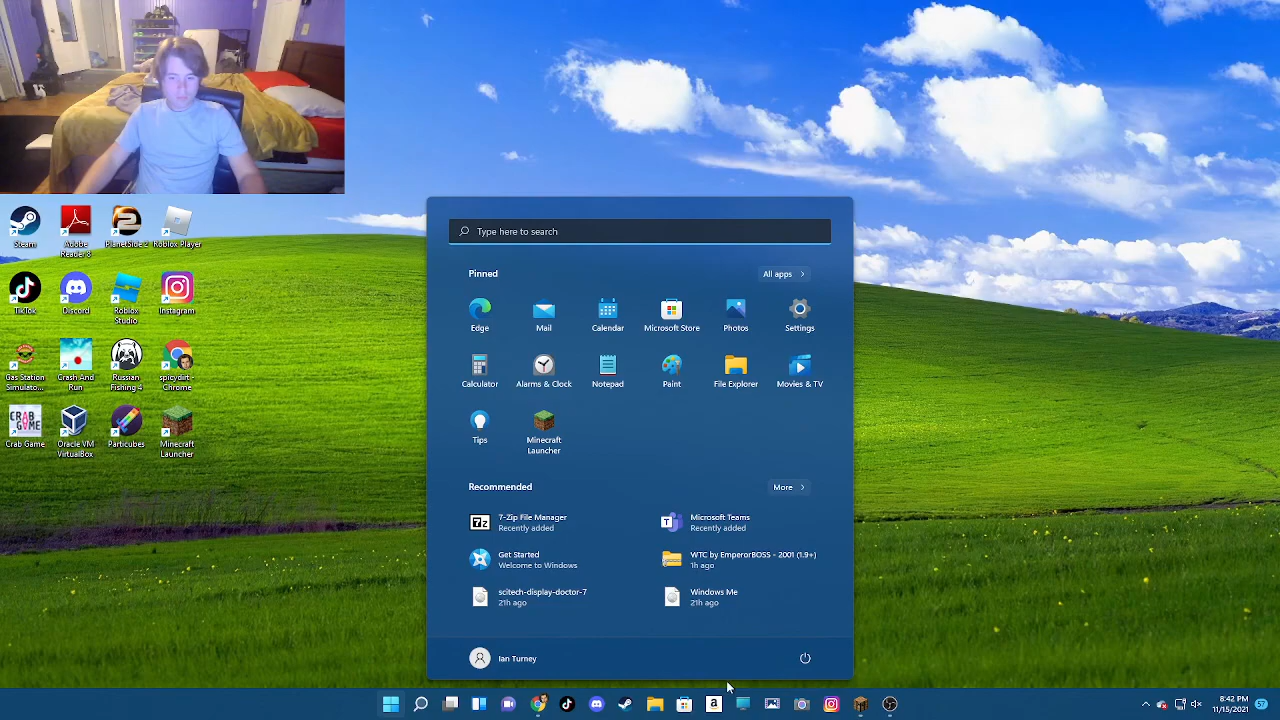 Type here to search
Pinned
All apps
Edge
Mail
Calendar
Microsoft Store
Photos
Settings
Calculator
Alarms & Clock
Notepad
Paint
File Explorer
Movies & TV
Tips
Minecraft
Launcher
Recommended
More
7-Zip File Manager
Recently added
Microsoft Teams
Recently added
Get Started
Welcome to Windows
WTC by EmperorBOSS - 2001 (1.9+)
1h ago
scitech-display-doctor-7
21h ago
Windows Me
21h ago
Ian Turney
Steam
Adobe
Reader 8
PlanetSide 2
Roblox Player
TikTok
Discord
Roblox
Studio
Instagram
Gas Station
Simulato...
Crash And
Run
Russian
Fishing 4
spicydirt -
Chrome
CRAB
GAME
Crab Game
Oracle VM
VirtualBox
Particubes
Minecraft
Launcher
8:42 PM
11/15/2021
57